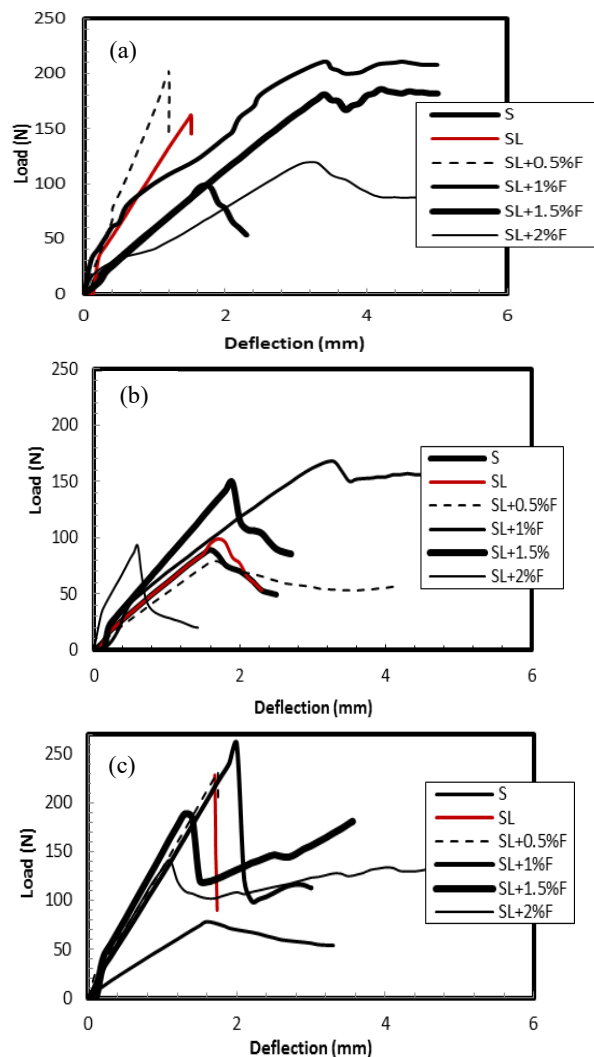 (a)
Load (N)
250
200
150
100
50
0
0
2
4
6
Deflection (mm)
S
SL
SL+0.5%F
SL+1%F
SL+1.5%F
SL+2%F
(b)
Load (N)
250
200
150
100
50
0
0
2
4
6
Deflection (mm)
S
SL
SL+0.5%F
SL+1%F
SL+1.5%
SL+2%F
(c)
Load (N)
250
200
150
100
50
0
0
2
4
6
Deflection (mm)
S
SL
SL+0.5%F
SL+1%F
SL+1.5%F
SL+2%F